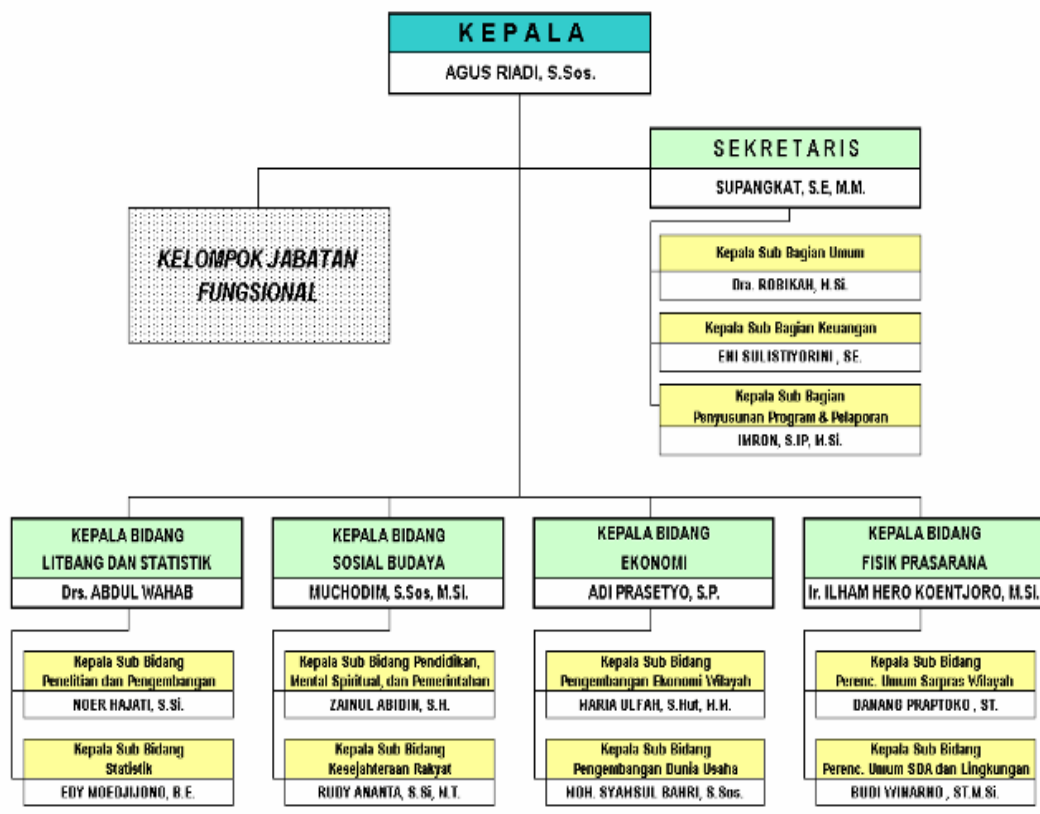 KEPALA
AGUS RIADI, S.Sos.
SEKRETARIS
SUPANGKAT, S.E, M.M.
KELOMPOK JABATAN
FUNGSIONAL
Kepala Sub Bagian Umum
Dra. ROBIKAH, M.Si.
Kepala Sub Bagian Keuangan
ENI SULISTIYORINI , SE.
Kepala Sub Bagian
Penyusunan Program & Pelaporan
IMRON, S.IP, M.Si.
KEPALA BIDANG
LITBANG DAN STATISTIK
Drs. ABDUL WAHAB
Kepala Sub Bidang
Penelitian dan Pengembangan
NOER HAJATI, S.Si.
Kepala Sub Bidang
Statistik
EDY MOEDJIJONO, B.E.
KEPALA BIDANG
SOSIAL BUDAYA
MUCHODIM, S.Sos, M.Si.
Kepala Sub Bidang Pendidikan,
Mental Spiritual, dan Pemerintahan
ZAINUL ABIDIN, S.H.
Kepala Sub Bidang
Kesejahteraan Rakyat
RUDY ANANTA, S.Si, M.T.
KEPALA BIDANG
EKONOMI
ADI PRASETYO, S.P.
Kepala Sub Bidang
Pengembangan Ekonomi Wilayah
MARIA ULFAH, S.Hut, M.M.
Kepala Sub Bidang
Pengembangan Dunia Usaha
MOH. SYAMSUL BAHRI, S.Sos.
KEPALA BIDANG
FISIK PRASARANA
Ir. ILHAM HERO KOENTJORO, M.Si.
Kepala Sub Bidang
Perenc. Umum Sarpras Wilayah
DANANG PRAPTOKO , ST.
Kepala Sub Bidang
Perenc. Umum SDA dan Lingkungan
BUDI WINARNO , ST.M.Si.